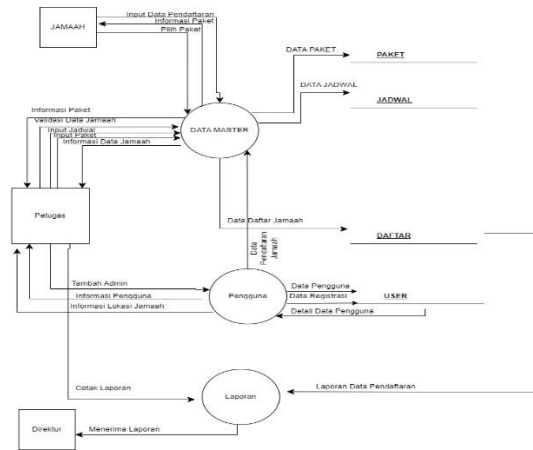 JAMAAH
Input Data Pendaftaran
Informasi Paket
Pilih Paket
DATA PAKET
PAKET
DATA JADWAL
JADWAL
Informasi Paket
Validasi Data Jamaah
Input Jadwal
Input Paket
Informasi Data Jamaah
DATA MASTER
Petugas
Data Daftar Jamaah
DAFTAR
Data
Pendaftaran
Jamaah
Tambah Admin
Informasi Pengguna
Informasi Lokasi Jamaah
Pengguna
Data Pengguna
Data Registrasi
USER
Detail Data Pengguna
Cetak Laporan
Laporan
Laporan Data Pendaftaran
Direktur
Menerima Laporan